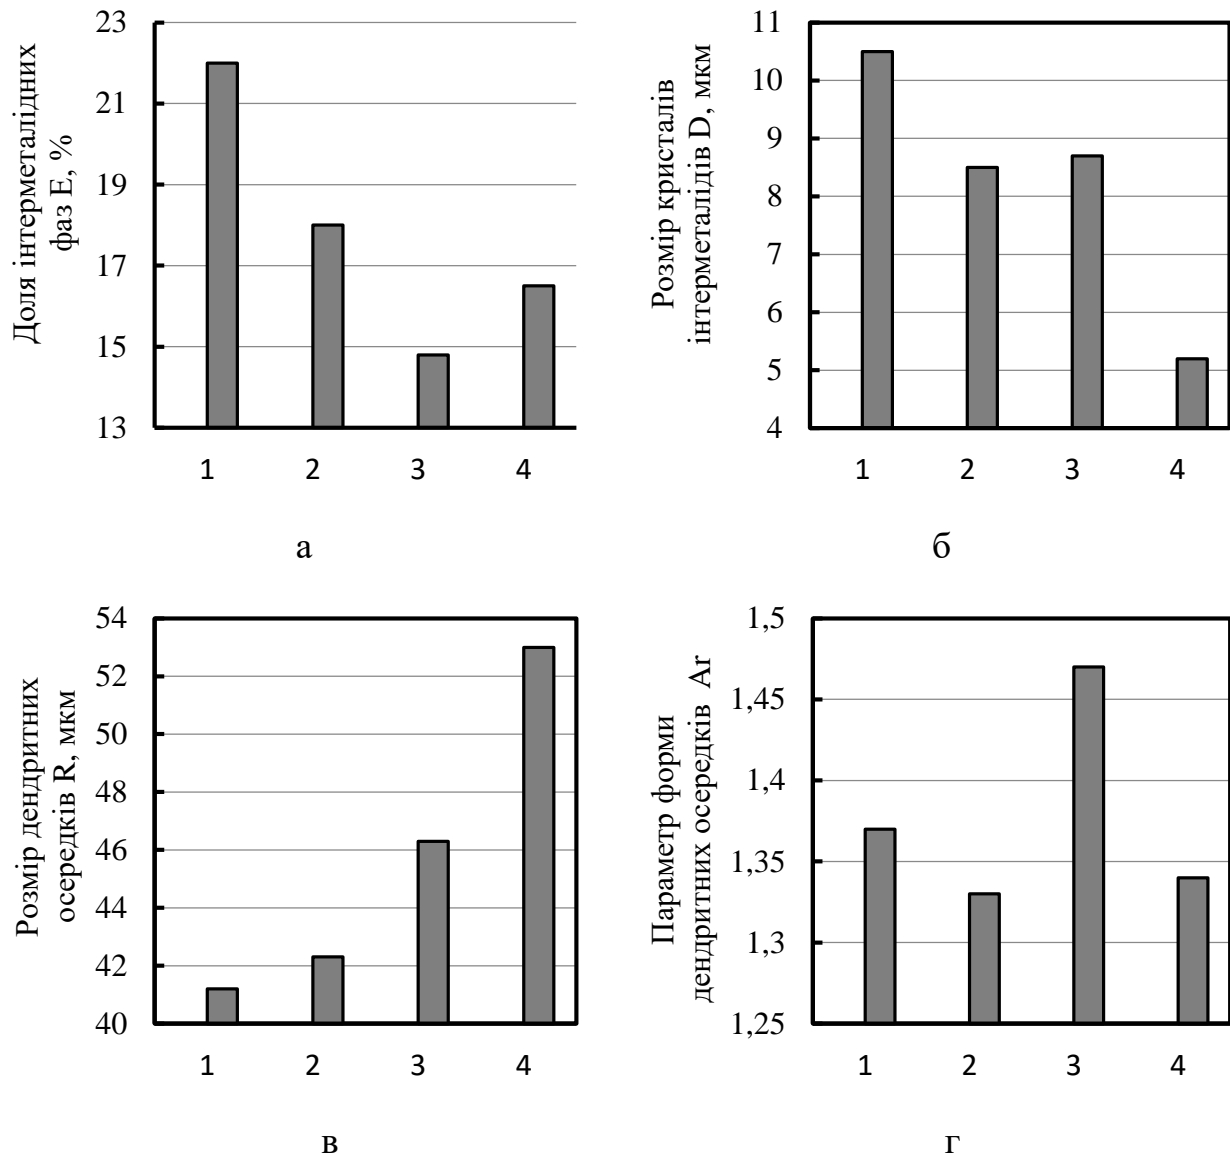 Доля інтерметалідних
фаз Е, %
23
21
19
17
15
13
1 2 3 4
а
Розмір кристалів
інтерметалідів D, мкм
11
10
9
8
7
6
5
4
1 2 3 4
б
Розмір дендритних
осередків R, мкм
54
52
50
48
46
44
42
40
1 2 3 4
в
Параметр форми
дендритних осередків Ar
1,5
1,45
1,4
1,35
1,3
1,25
1 2 3 4
г